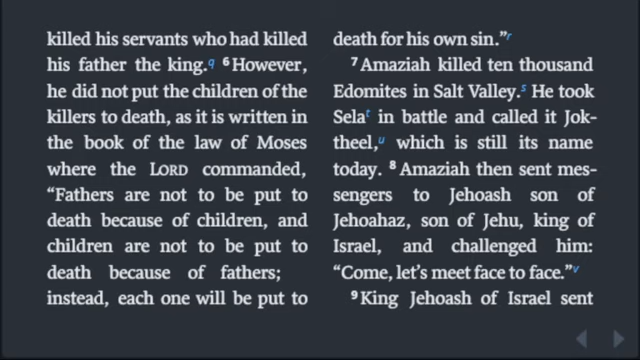 killed his servants who had killed
his father the king.q 6 However,
he did not put the children of the
killers to death, as it is written in
the book of the law of Moses
where the LORD commanded,
“Fathers are not to be put to
death because of children, and
children are not to be put to
death because of fathers;
instead, each one will be put to
death for his own sin.”r
7 Amaziah killed ten thousand
Edomites in Salt Valley.s He took
Selat in battle and called it Jok-
theel,u which is still its name
today. 8 Amaziah then sent mes-
sengers to Jehoash son of
Jehoahaz, son of Jehu, king of
Israel, and challenged him:
“Come, let’s meet face to face.”v
9 King Jehoash of Israel sent